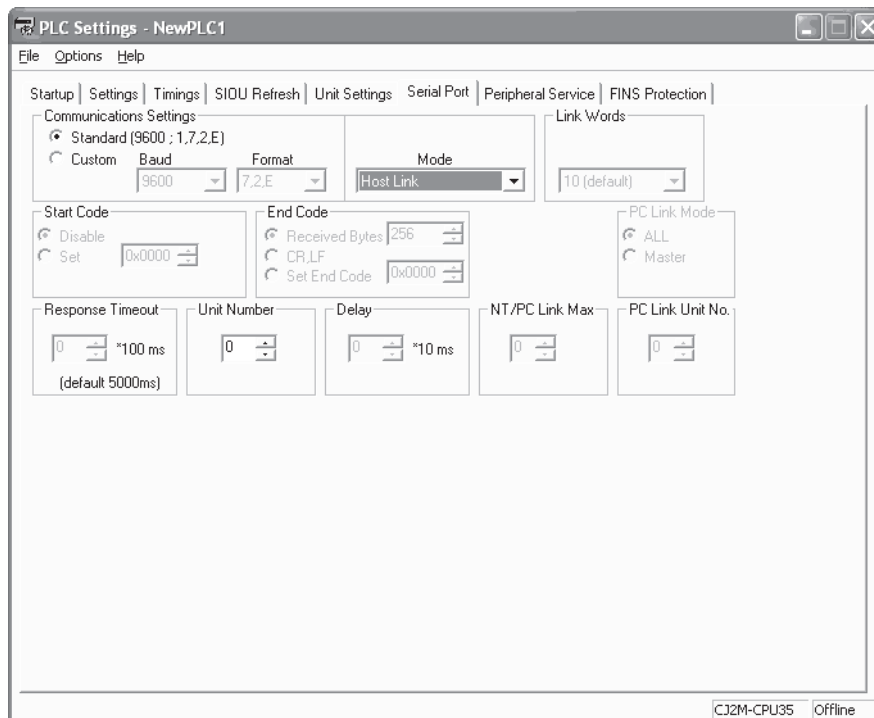 PLC Settings - NewPLC1
File Options Help
Startup Settings Timings SIOU Refresh Unit Settings Serial Port Peripheral Service FINS Protection
Communications Settings Link Words
Standard (9600 ; 1,7,2,E)
Custom Baud Format Mode
9600 7,2,E Host Link 10 (default)
Start Code End Code PC Link Mode
Disable Received Bytes 256 ALL
Set 0x0000 CR,LF Master
Set End Code 0x0000
Response Timeout Unit Number Delay NT/PC Link Max PC Link Unit No.
0 *100 ms 0 0 *10 ms 0 0
(default 5000ms)
CJ2M-CPU35 Offline